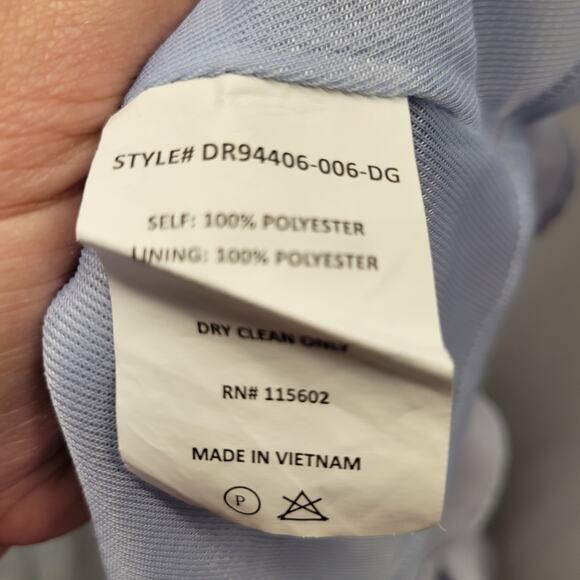 STYLE# DR94406-006-DG
SELF: 100% POLYESTER
LINING: 100% POLYESTER
DRY CLEAN ONLY
RN# 115602
MADE IN VIETNAM
P